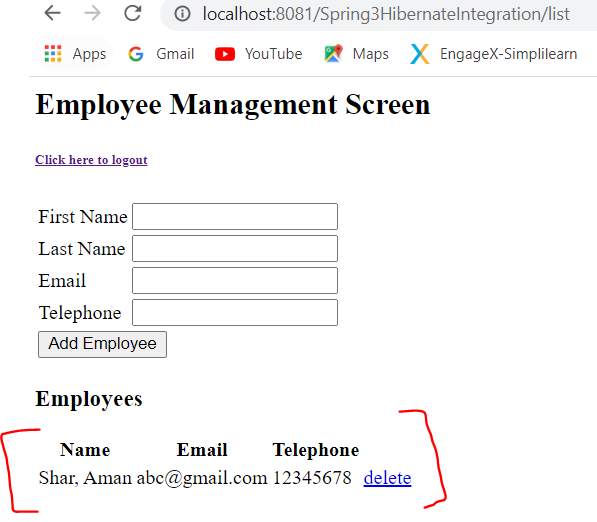 localhost:8081/Spring3HibernateIntegration/list
Apps Gmail YouTube Maps EngageX-Simplilearn
Employee Management Screen
Click here to logout
First Name
Last Name
Email
Telephone
Add Employee
Employees
Name Email Telephone
Shar, Aman abc@gmail.com 12345678 delete